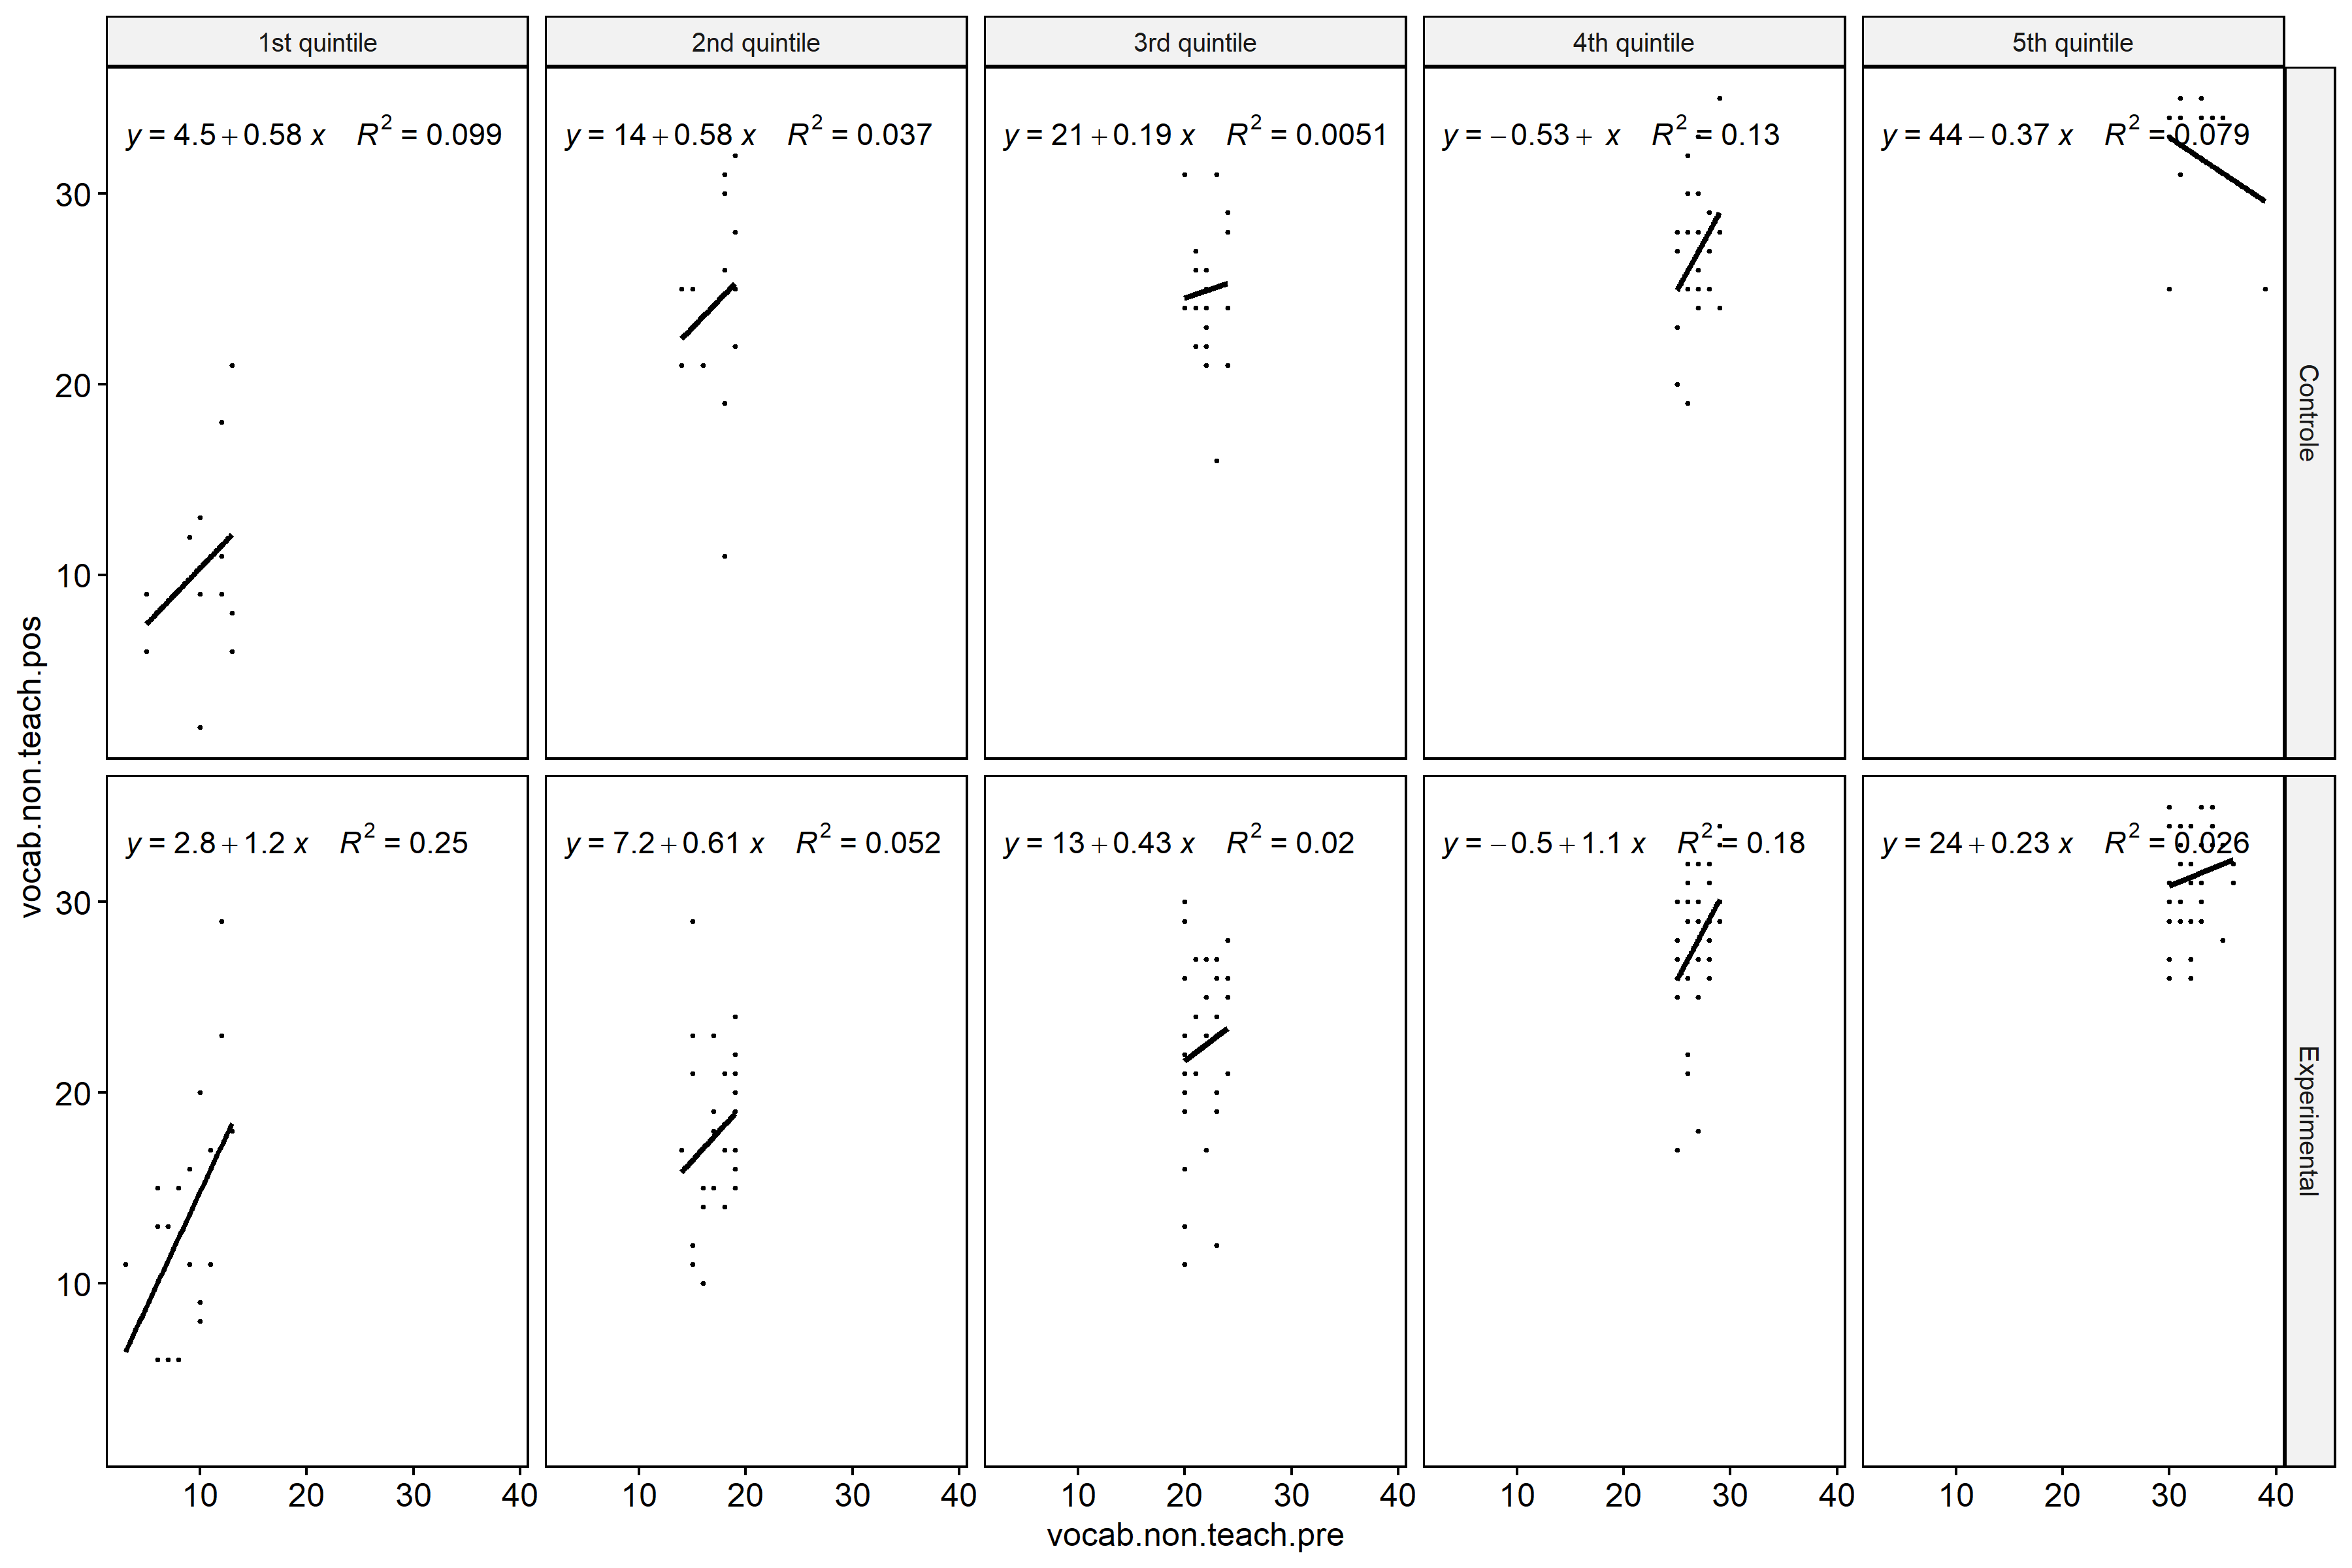 1st quintile 2nd quintile 3rd quintile 4th quintile 5th quintile
y = 4.5 + 0.58 x R² = 0.099
y = 14 + 0.58 x R² = 0.037
y = 21 + 0.19 x R² = 0.0051
y = − 0.53 + x R² = 0.13
y = 44 − 0.37 x R² = 0.079
30
20
10
Controle
vocab.non.teach.pos
y = 2.8 + 1.2 x R² = 0.25
y = 7.2 + 0.61 x R² = 0.052
y = 13 + 0.43 x R² = 0.02
y = − 0.5 + 1.1 x R² = 0.18
y = 24 + 0.23 x R² = 0.026
30
20
10
Experimental
10 20 30 40 10 20 30 40 10 20 30 40 10 20 30 40 10 20 30 40
vocab.non.teach.pre